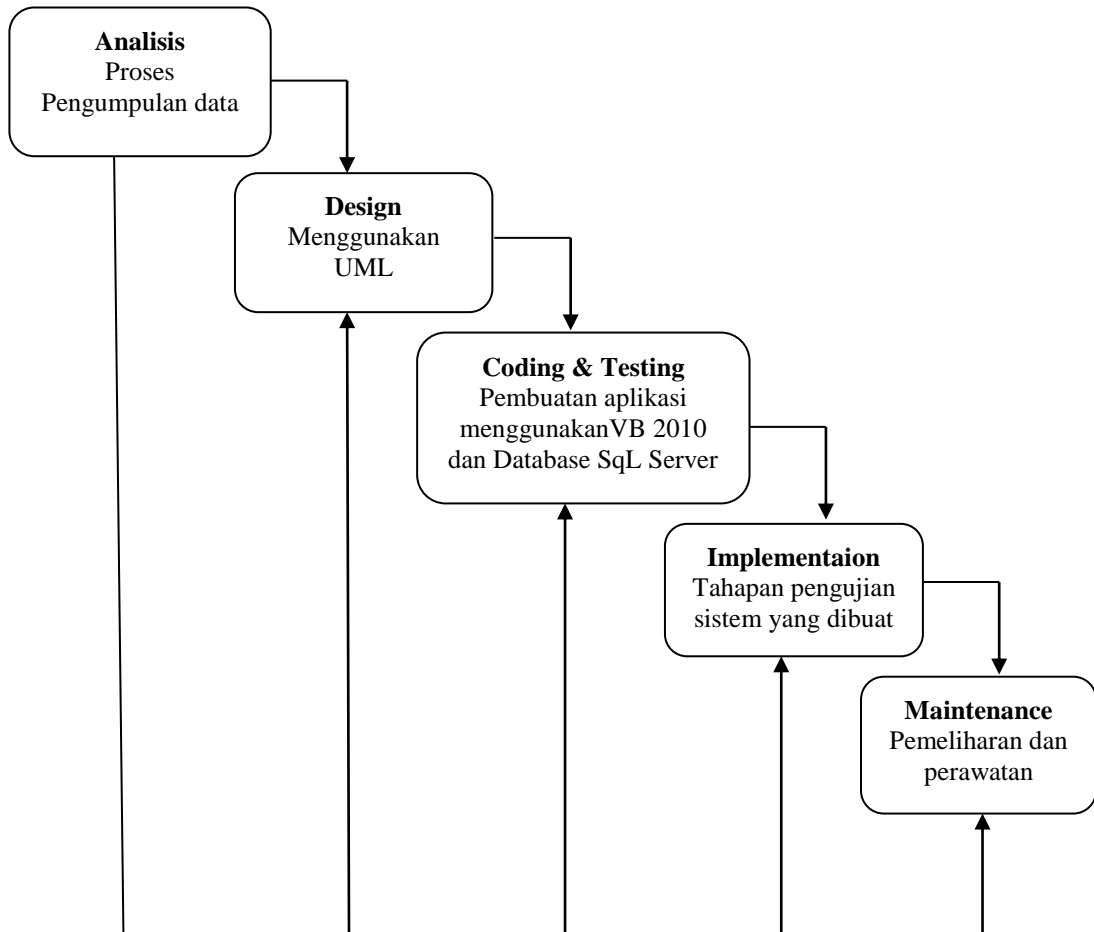 Analisis
Proses
Pengumpulan data
Design
Menggunakan
UML
Coding & Testing
Pembuatan aplikasi
menggunakanVB 2010
dan Database SqL Server
Implementaion
Tahapan pengujian
sistem yang dibuat
Maintenance
Pemeliharan dan
perawatan